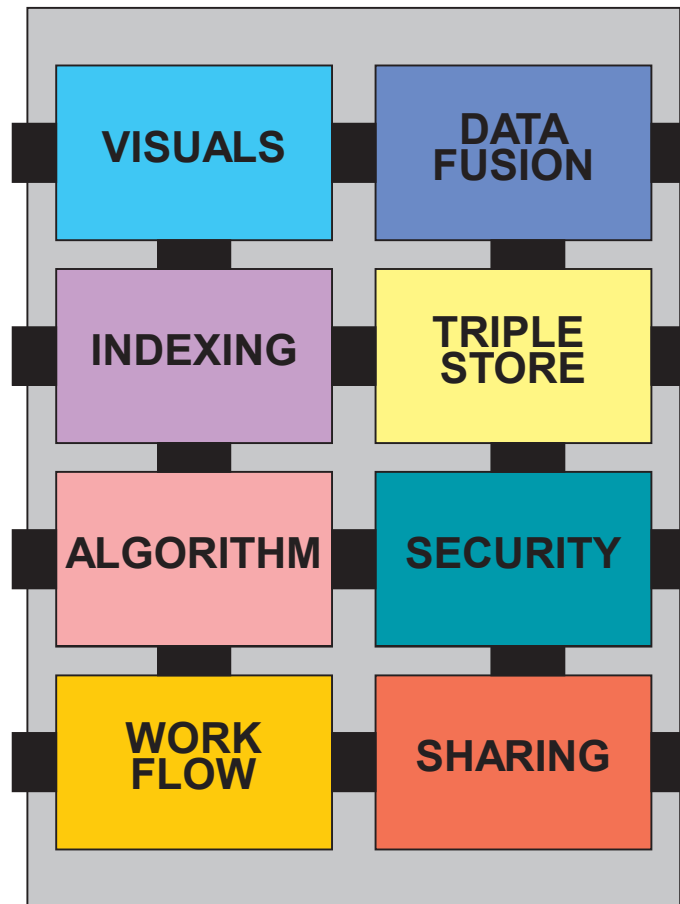 VISUALS
DATA
FUSION
INDEXING
TRIPLE
STORE
ALGORITHM
SECURITY
WORK
FLOW
SHARING